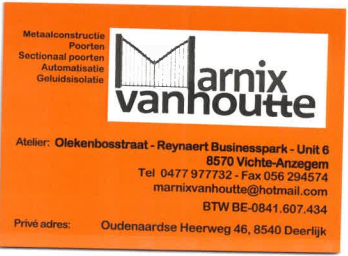 Metaalconstructie
Poorten
Sectionaal poorten
Automatisatie
Geluidsisolatie
Marnix
vanhoutte
Atelier: Olekenbosstraat - Reynaert Businesspark - Unit 6
8570 Vichte-Anzegem
Tel 0477 977732 - Fax 056 294574
marnixvanhoutte@hotmail.com
BTW BE-0841.607.434
Privé adres: Oudenaardse Heerweg 46, 8540 Deerlijk